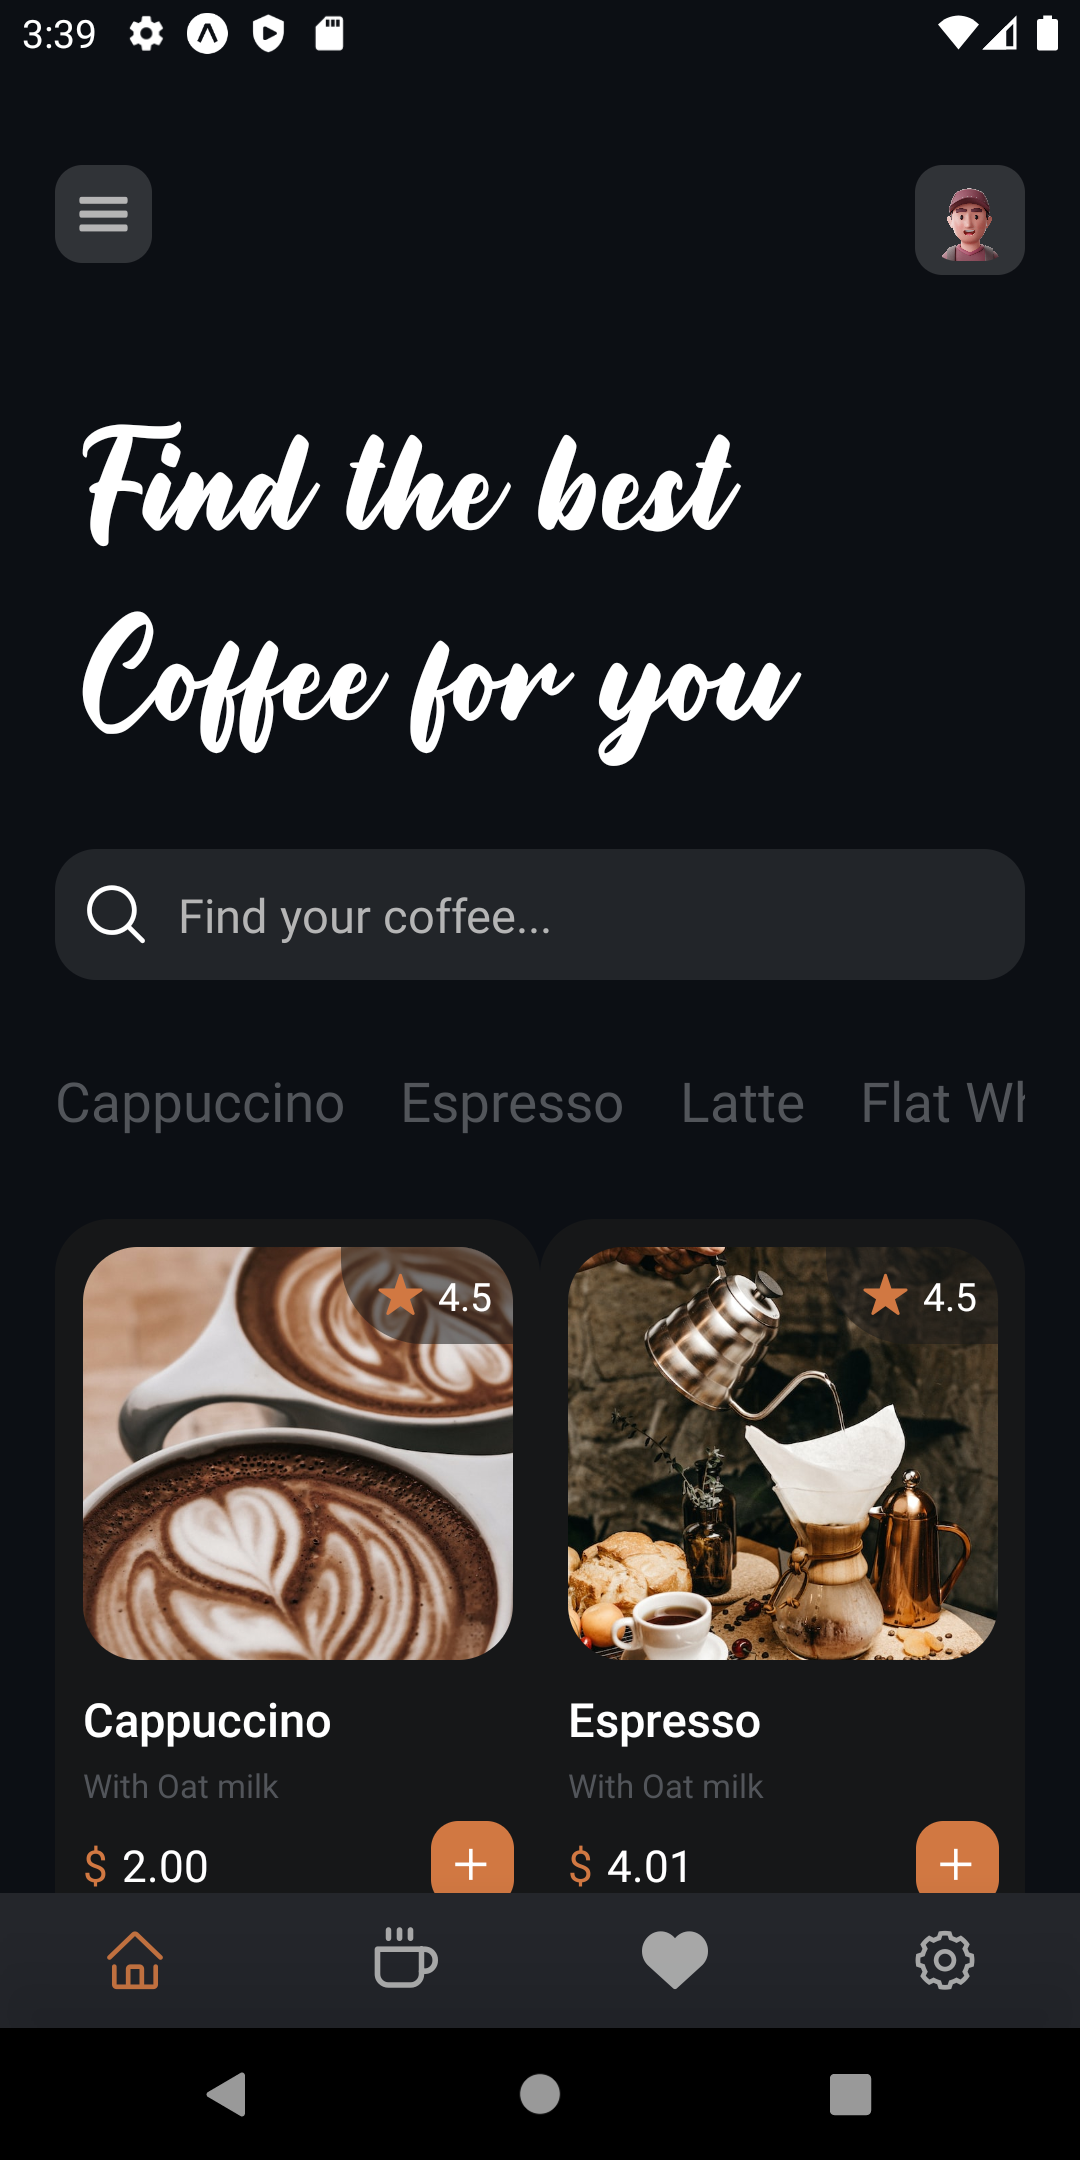 3:39
Find the best
Coffee for you
Find your coffee...
Cappuccino Espresso Latte Flat Wh
4.5 4.5
Cappuccino Espresso
With Oat milk With Oat milk
$ 2.00 $ 4.01